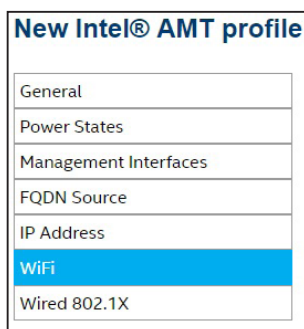 New Intel® AMT profile
General
Power States
Management Interfaces
FQDN Source
IP Address
WiFi
Wired 802.1X